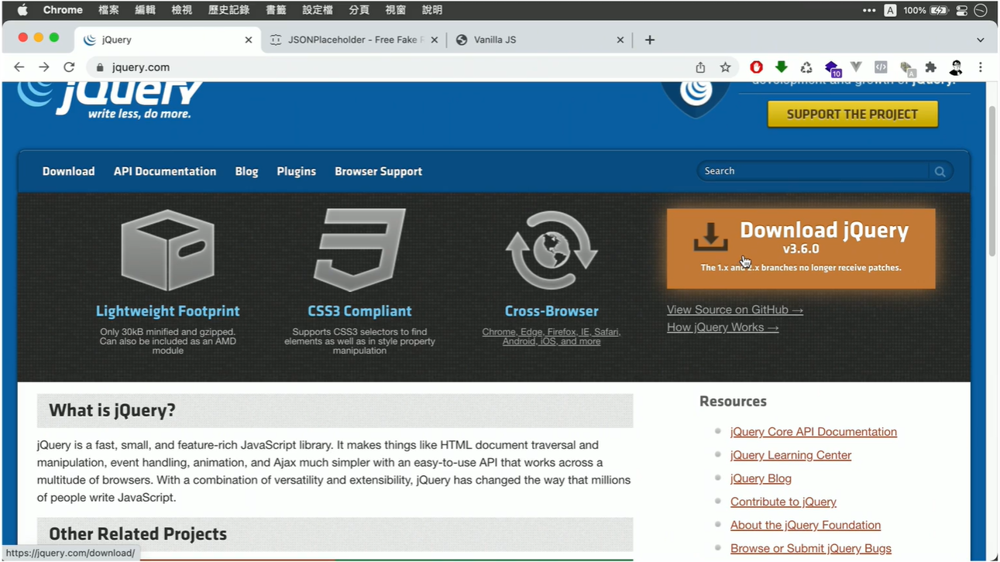 Chrome 檔案 編輯 檢視 歷史記錄 書籤 設定檔 分頁 視窗 說明 A 100%
jQuery JSONPlaceholder - Free Fake Vanilla JS
jquery.com
10 A
jQuery
write less, do more.
development and growth of jQuery.
SUPPORT THE PROJECT
Download API Documentation Blog Plugins Browser Support Search
Download jQuery
v3.6.0
The 1.x and 2.x branches no longer receive patches.
Lightweight Footprint
Only 30kB minified and gzipped.
Can also be included as an AMD
module
CSS3 Compliant
Supports CSS3 selectors to find
elements as well as in style property
manipulation
Cross-Browser
Chrome, Edge, Firefox, IE, Safari,
Android, iOS, and more
View Source on GitHub →
How jQuery Works →
What is jQuery?
jQuery is a fast, small, and feature-rich JavaScript library. It makes things like HTML document traversal and
manipulation, event handling, animation, and Ajax much simpler with an easy-to-use API that works across a
multitude of browsers. With a combination of versatility and extensibility, jQuery has changed the way that millions
of people write JavaScript.
Other Related Projects
Resources
jQuery Core API Documentation
jQuery Learning Center
jQuery Blog
Contribute to jQuery
About the jQuery Foundation
Browse or Submit jQuery Bugs
https://jquery.com/download/